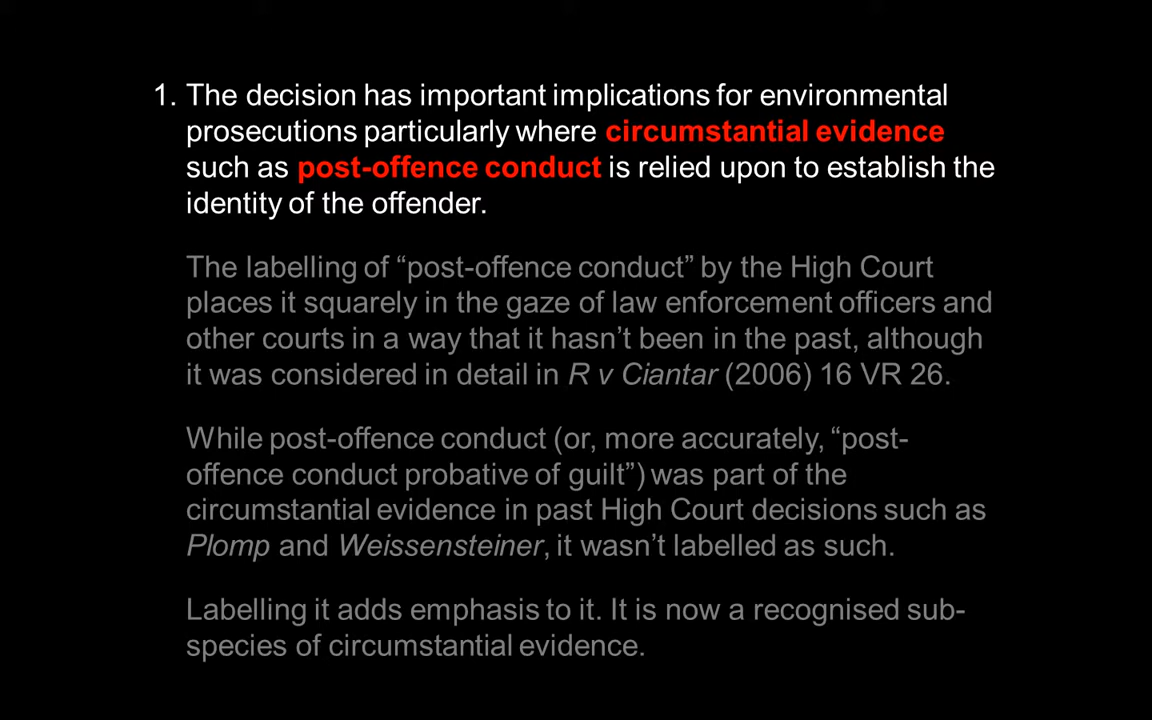 1. The decision has important implications for environmental
prosecutions particularly where circumstantial evidence
such as post-offence conduct is relied upon to establish the
identity of the offender.
The labelling of “post-offence conduct” by the High Court
places it squarely in the gaze of law enforcement officers and
other courts in a way that it hasn’t been in the past, although
it was considered in detail in R v Ciantar (2006) 16 VR 26.
While post-offence conduct (or, more accurately, “post-
offence conduct probative of guilt”) was part of the
circumstantial evidence in past High Court decisions such as
Plomp and Weissensteiner, it wasn’t labelled as such.
Labelling it adds emphasis to it. It is now a recognised sub-
species of circumstantial evidence.